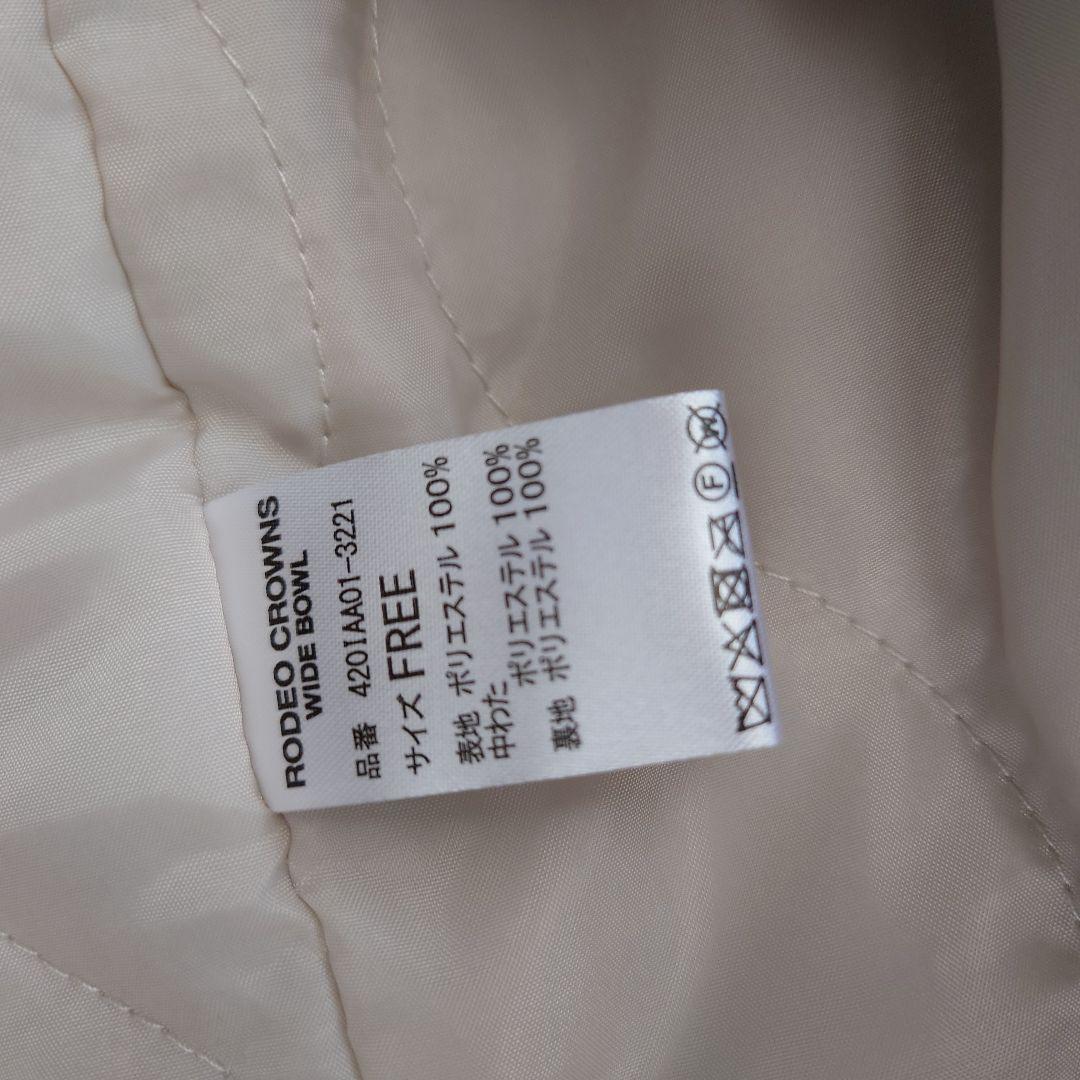 RODEO CROWNS
WIDE BOWL
品番 420IAA01-3221
サイズ FREE
表地 ポリエステル 100%
中わた
ポリエステル 100%
裏地 ポリエステル 100%
F W